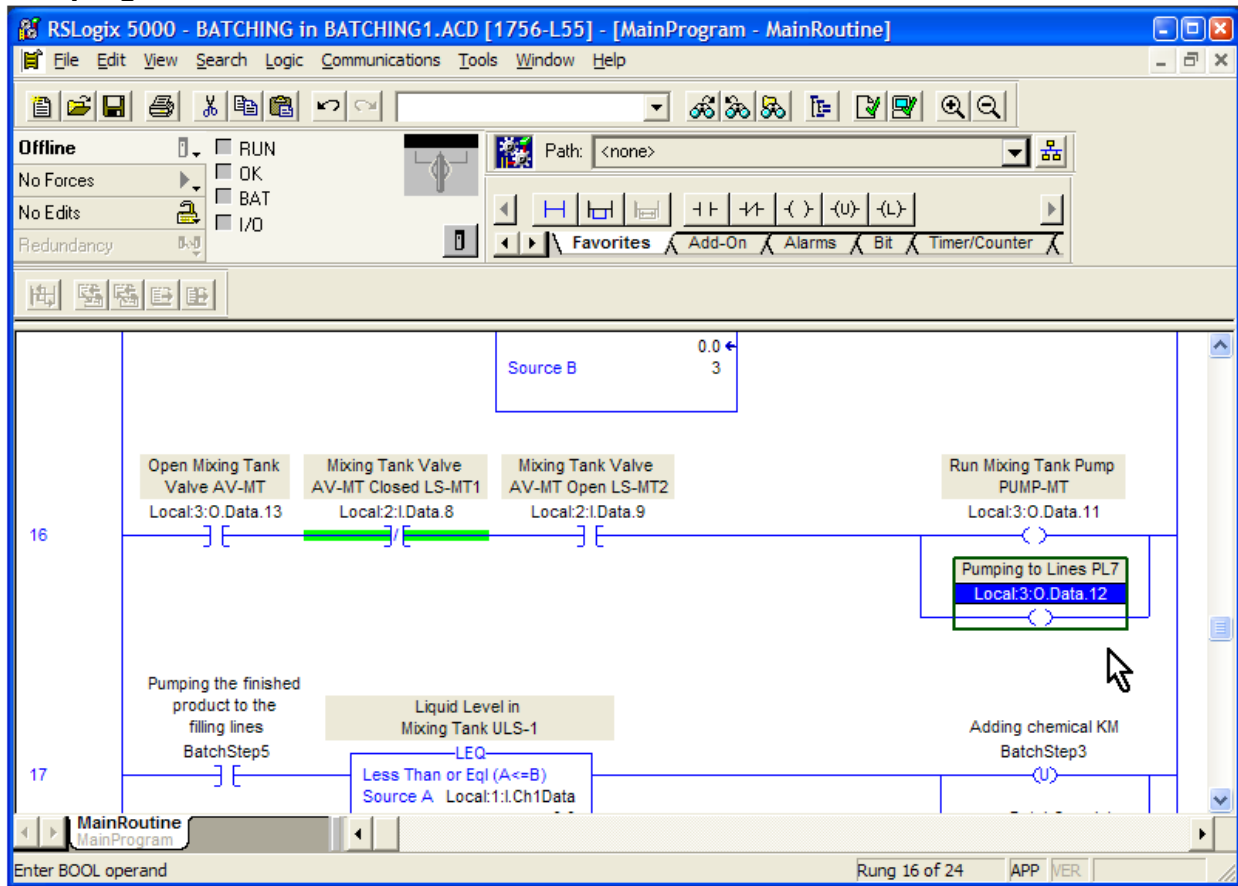 RSLogix 5000 - BATCHING in BATCHING1.ACD [1756-L55] - [MainProgram - MainRoutine]
File Edit View Search Logic Communications Tools Window Help
Offline
RUN
Path: <none>
No Forces
OK
No Edits
BAT
I/O
Redundancy
Favorites Add-On Alarms Bit Timer/Counter
0.0
Source B 3
Open Mixing Tank
Valve AV-MT
Local:3:O.Data.13
Mixing Tank Valve
AV-MT Closed LS-MT1
Local:2:I.Data.8
Mixing Tank Valve
AV-MT Open LS-MT2
Local:2:I.Data.9
Run Mixing Tank Pump
PUMP-MT
Local:3:O.Data.11
16
Pumping to Lines PL7
Local:3:O.Data.12
Pumping the finished
product to the
filling lines
BatchStep5
Liquid Level in
Mixing Tank ULS-1
LEQ
Less Than or Eql (A<=B)
Source A Local:1:I.Ch1Data
Adding chemical KM
BatchStep3
U
17
MainRoutine
MainProgram
Enter BOOL operand
Rung 16 of 24
APP
VER